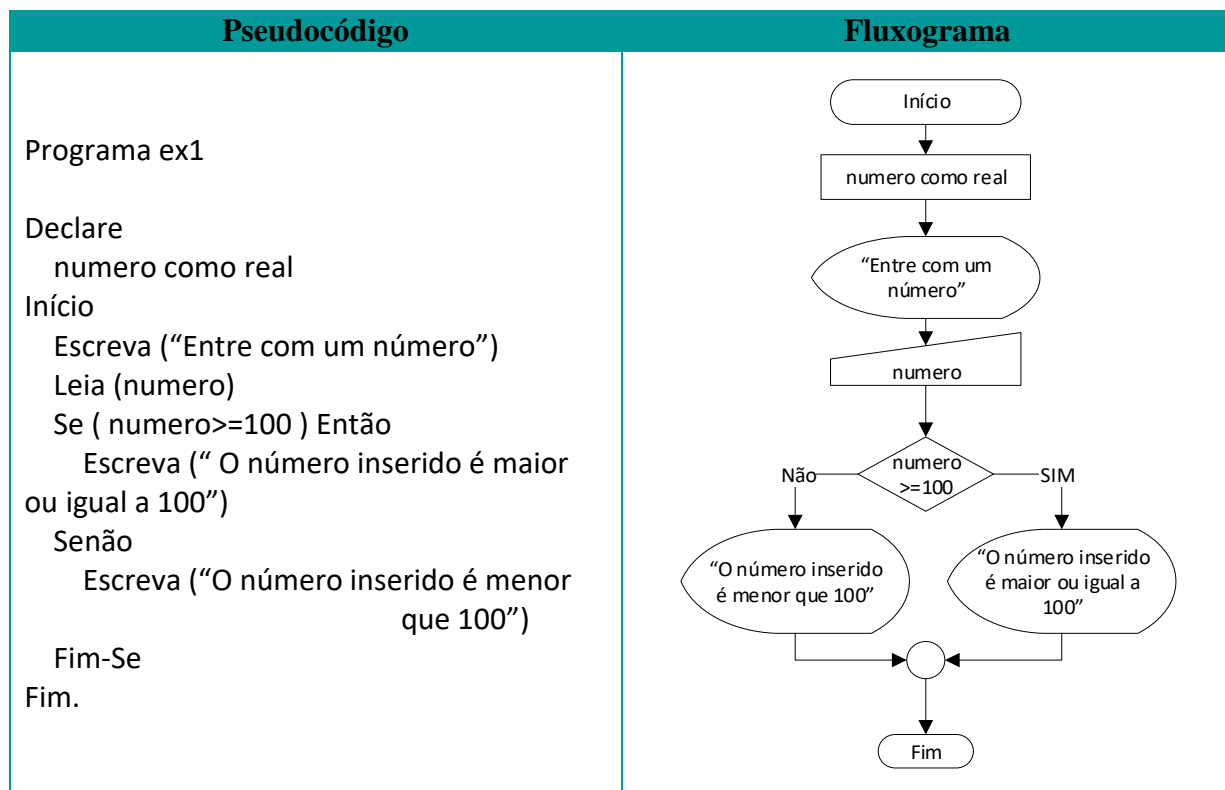 Pseudocódigo
Fluxograma
Programa ex1
Declare
numero como real
Início
Escreva (“Entre com um número”)
Leia (numero)
Se ( numero>=100 ) Então
Escreva (“ O número inserido é maior
ou igual a 100”)
Senão
Escreva (“O número inserido é menor
que 100”)
Fim-Se
Fim.
Início
numero como real
“Entre com um
número”
numero
numero
>=100
Não
SIM
“O número inserido
é menor que 100”
“O número inserido
é maior ou igual a
100”
Fim